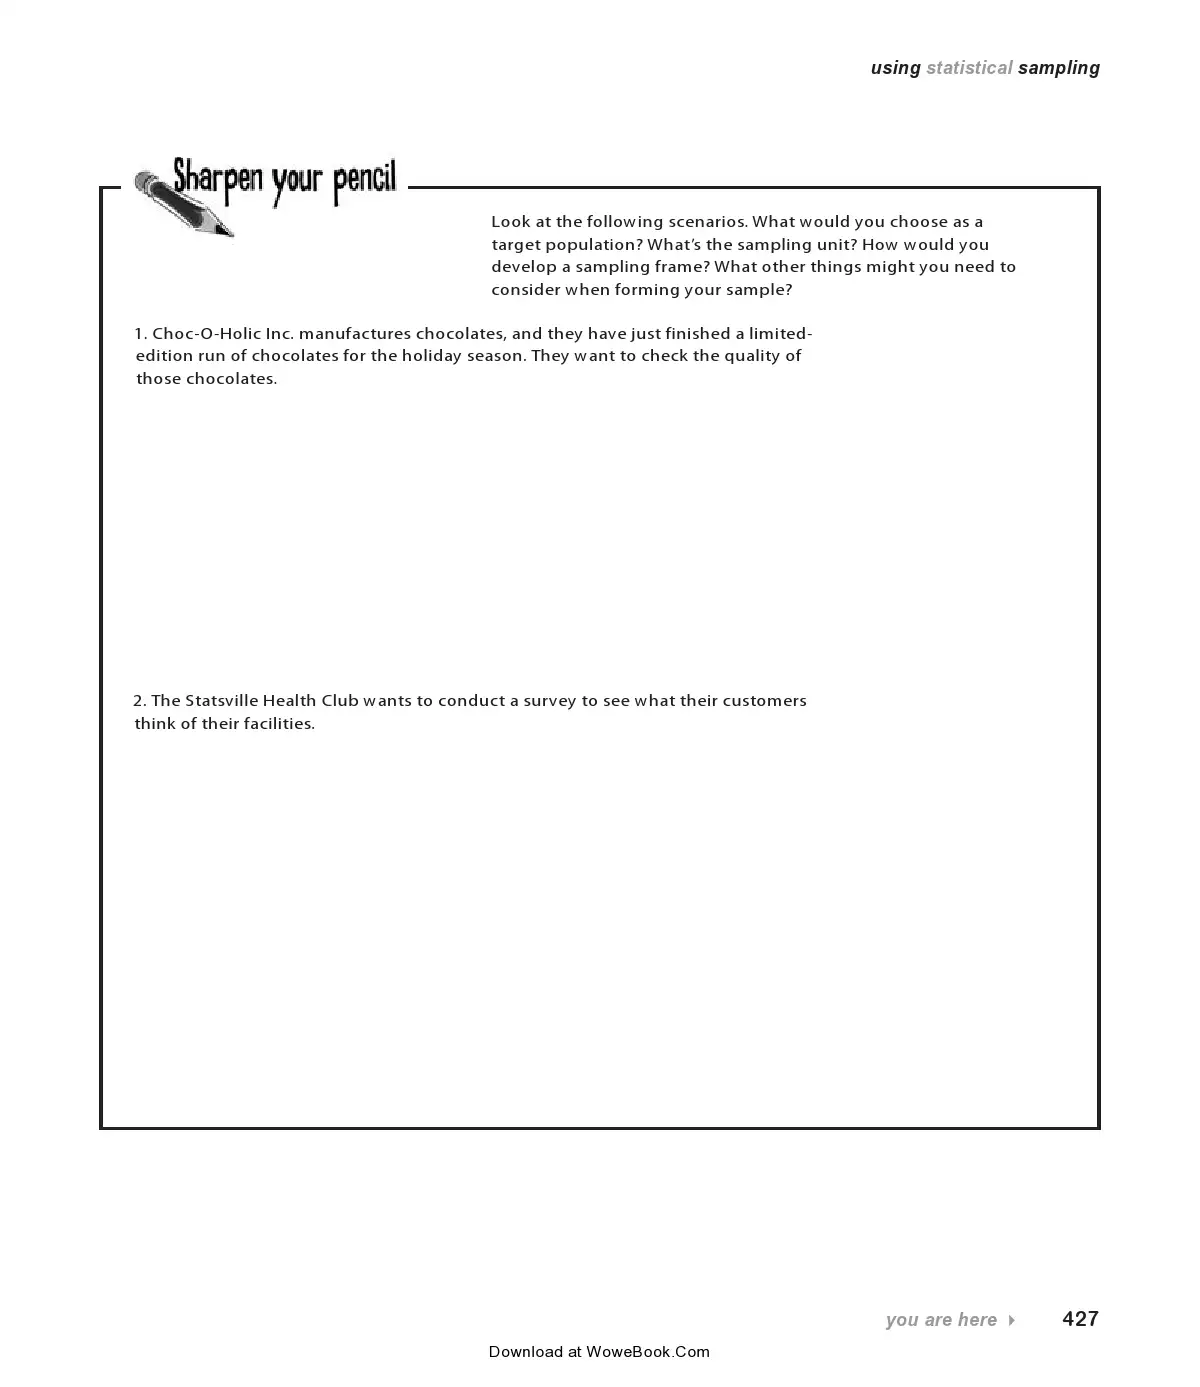 using statistical sampling
Sharpen your pencil
Look at the following scenarios. What would you choose as a
target population? What’s the sampling unit? How would you
develop a sampling frame? What other things might you need to
consider when forming your sample?
1. Choc-O-Holic Inc. manufactures chocolates, and they have just finished a limited-
edition run of chocolates for the holiday season. They want to check the quality of
those chocolates.
2. The Statsville Health Club wants to conduct a survey to see what their customers
think of their facilities.
you are here ▸ 427
Download at WoweBook.Com